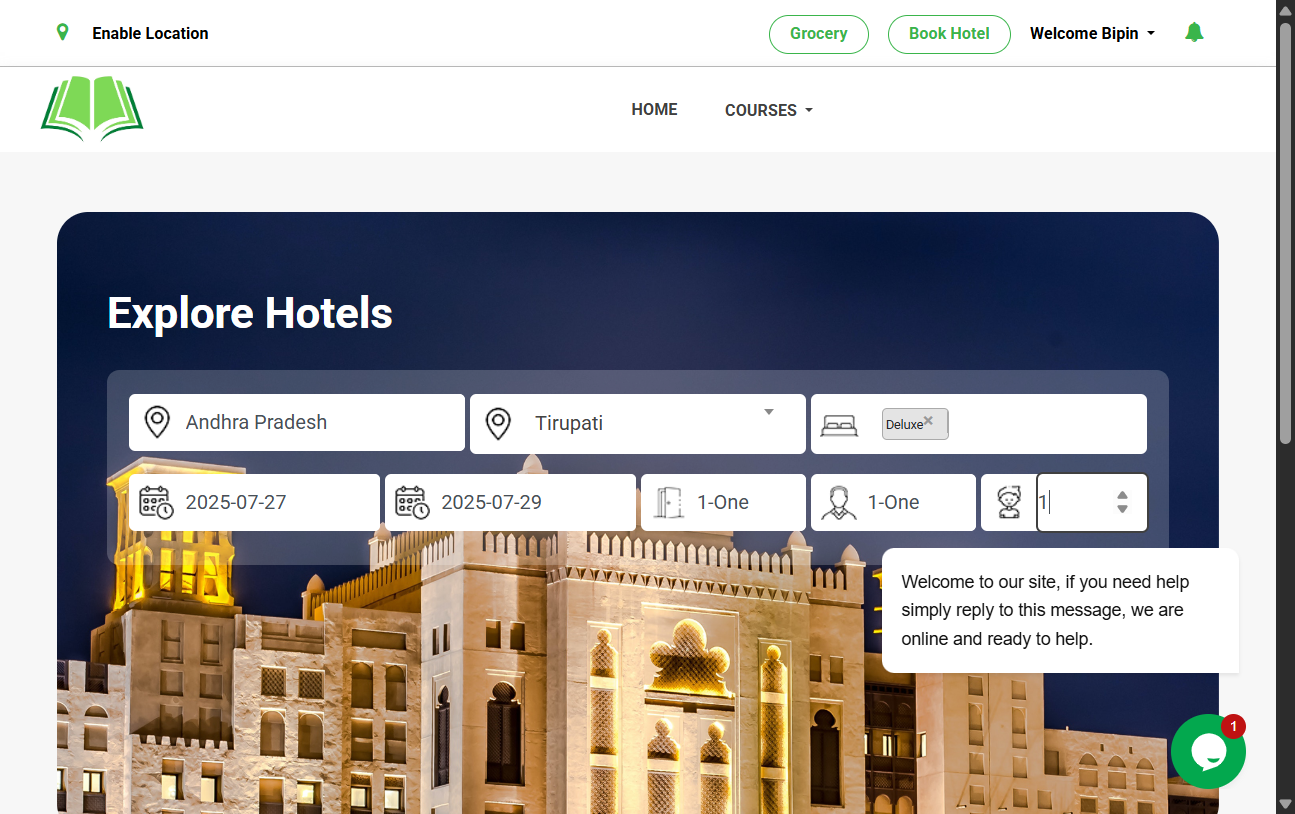 Enable Location
Grocery
Book Hotel
Welcome Bipin
HOME
COURSES
Explore Hotels
Andhra Pradesh
Tirupati
Deluxe×
2025-07-27
2025-07-29
1-One
1-One
1
Welcome to our site, if you need help
simply reply to this message, we are
online and ready to help.
1